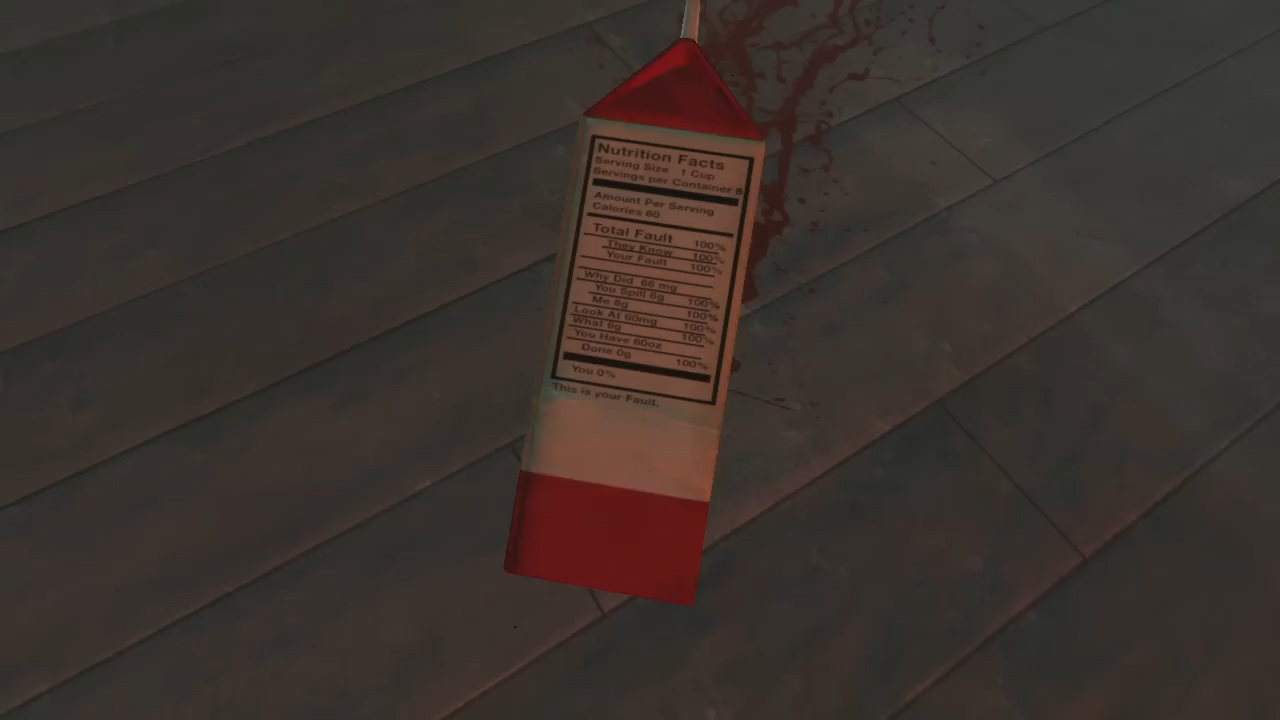 Nutrition Facts
Serving Size 1 Cup
Servings per Container 8
Amount Per Serving
Calories 60
Total Fault 100%
They Know 100%
Your Fault 100%
Why Did 66 mg
You Spill 6g 100%
Me 6g 100%
Look At 60mg 100%
What 6g 100%
You Have 60oz
Done 0g 100%
You 0%
This is your Fault.